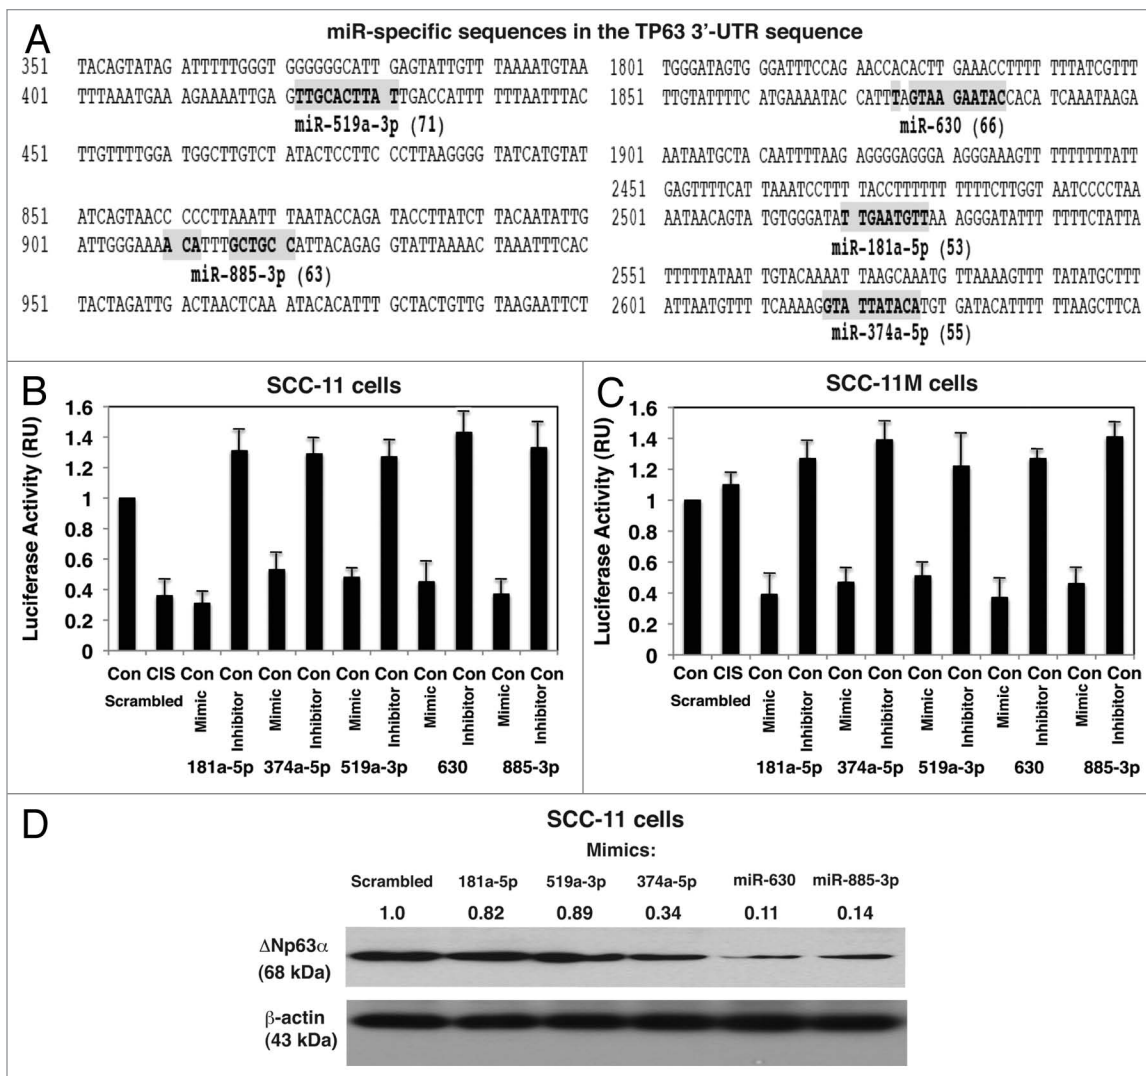 A
miR-specific sequences in the TP63 3'-UTR sequence
351 TACAGTATAG ATTTTTGGGT GGGGGGCATT GAGTATTGTT TAAAATGTAA
401 TTTAAATGAA AGAAAATTGA GTTGCACTTAT TTGACCATTT TTTAATTTAC
miR-519a-3p (71)
451 TTGTTTTGGA TGGCTTGTCT ATACTCCTTC CCTTAAGGGG TATCATGTAT
851 ATCAGTAACC CCCCTTAAATT TAATACCAGA TACCTTATCT TACAATATTG
901 ATTGGGAAAA ACATTTGCTGC CATTACAGAG GTATTAAAAC TAAATTTCAC
miR-885-3p (63)
951 TACTAGATTG ACTAACTCAA ATACACATTT GCTACTGTTG TAAGAATTCT
1801 TGGGATAGTG GGATTTCCAG AACCACACTT GAAACCTTTTT TTTATCGTTT
1851 TTGTATTTTC ATGAAAATAC CATTTAGTAA GAATACCACA TCAAATAAGA
miR-630 (66)
1901 AATAATGCTA CAATTTTAAG AGGGGAGGGA AGGGAAAGTT TTTTTTTATT
2451 GAGTTTTCAT TAAATCCTTT TACCTTTTTT TTTTCTTGGT AATCCCCTAA
2501 AATAACAGTA TGTGGGATAT TGAATGTTAA AGGGATATTT TTTTCTATTA
miR-181a-5p (53)
2551 TTTTTATAAT TGTACAAAAT TAAGCAAATG TTAAAAGTTT TATATGCTTT
2601 ATTAATGTTT TCAAAAGGTA TTATACATGT GATACATTTTT TTAAGCTTCA
miR-374a-5p (55)
B
SCC-11 cells
Luciferase Activity (RU)
1.6
1.4
1.2
1
0.8
0.6
0.4
0.2
0
Con CIS Con Con Con Con Con Con Con Con Con Con
Scrambled Mimic Inhibitor Mimic Inhibitor Mimic Inhibitor Mimic Inhibitor Mimic Inhibitor
181a-5p 374a-5p 519a-3p 630 885-3p
C
SCC-11M cells
Luciferase Activity (RU)
1.6
1.4
1.2
1
0.8
0.6
0.4
0.2
0
Con CIS Con Con Con Con Con Con Con Con Con Con
Scrambled Mimic Inhibitor Mimic Inhibitor Mimic Inhibitor Mimic Inhibitor Mimic Inhibitor
181a-5p 374a-5p 519a-3p 630 885-3p
D
SCC-11 cells
Mimics:
Scrambled 181a-5p 519a-3p 374a-5p miR-630 miR-885-3p
1.0 0.82 0.89 0.34 0.11 0.14
ΔNp63α
(68 kDa)
β-actin
(43 kDa)